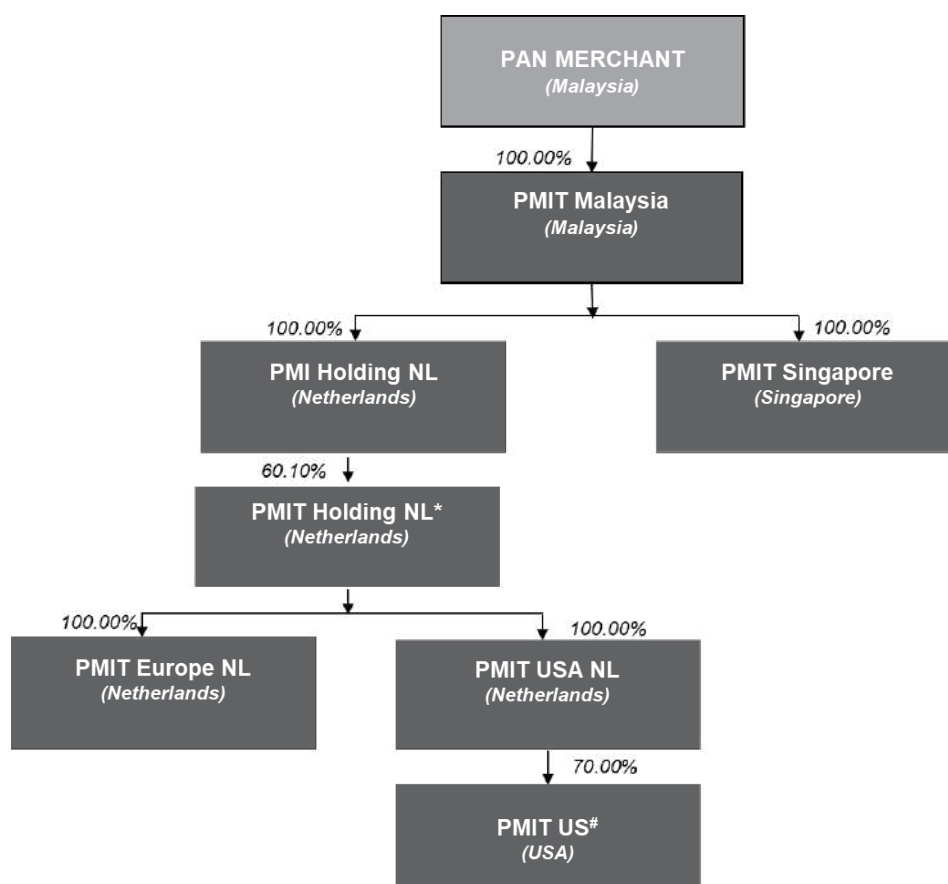 PAN MERCHANT
(Malaysia)
100.00%
PMIT Malaysia
(Malaysia)
100.00%
100.00%
PMI Holding NL
(Netherlands)
PMIT Singapore
(Singapore)
60.10%
PMIT Holding NL*
(Netherlands)
100.00%
100.00%
PMIT Europe NL
(Netherlands)
PMIT USA NL
(Netherlands)
70.00%
PMIT US#
(USA)